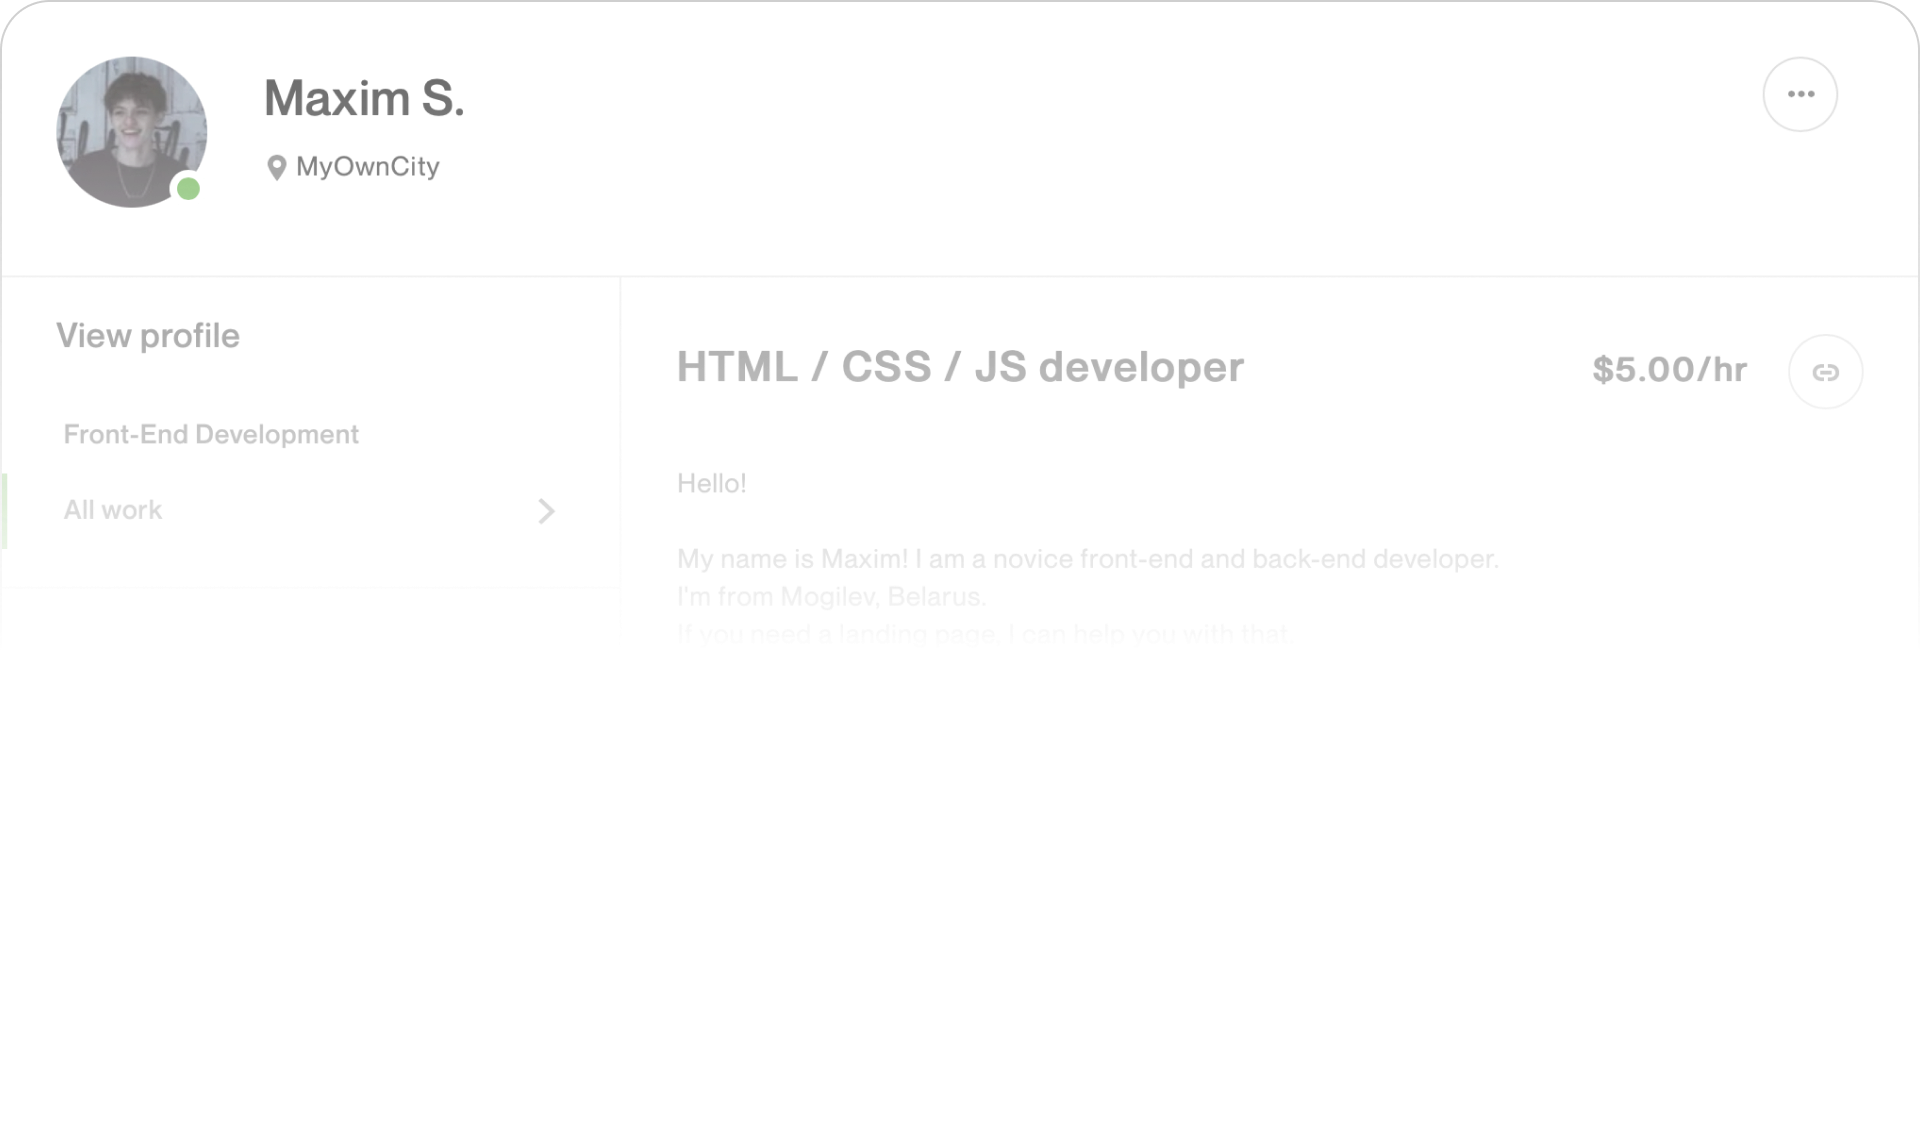 Maxim S.
MyOwnCity
View profile
Front-End Development
All work
HTML / CSS / JS developer
$5.00/hr
Hello!
My name is Maxim! I am a novice front-end and back-end developer.
I'm from Mogilev, Belarus.
If you need a landing page, I can help you with that.